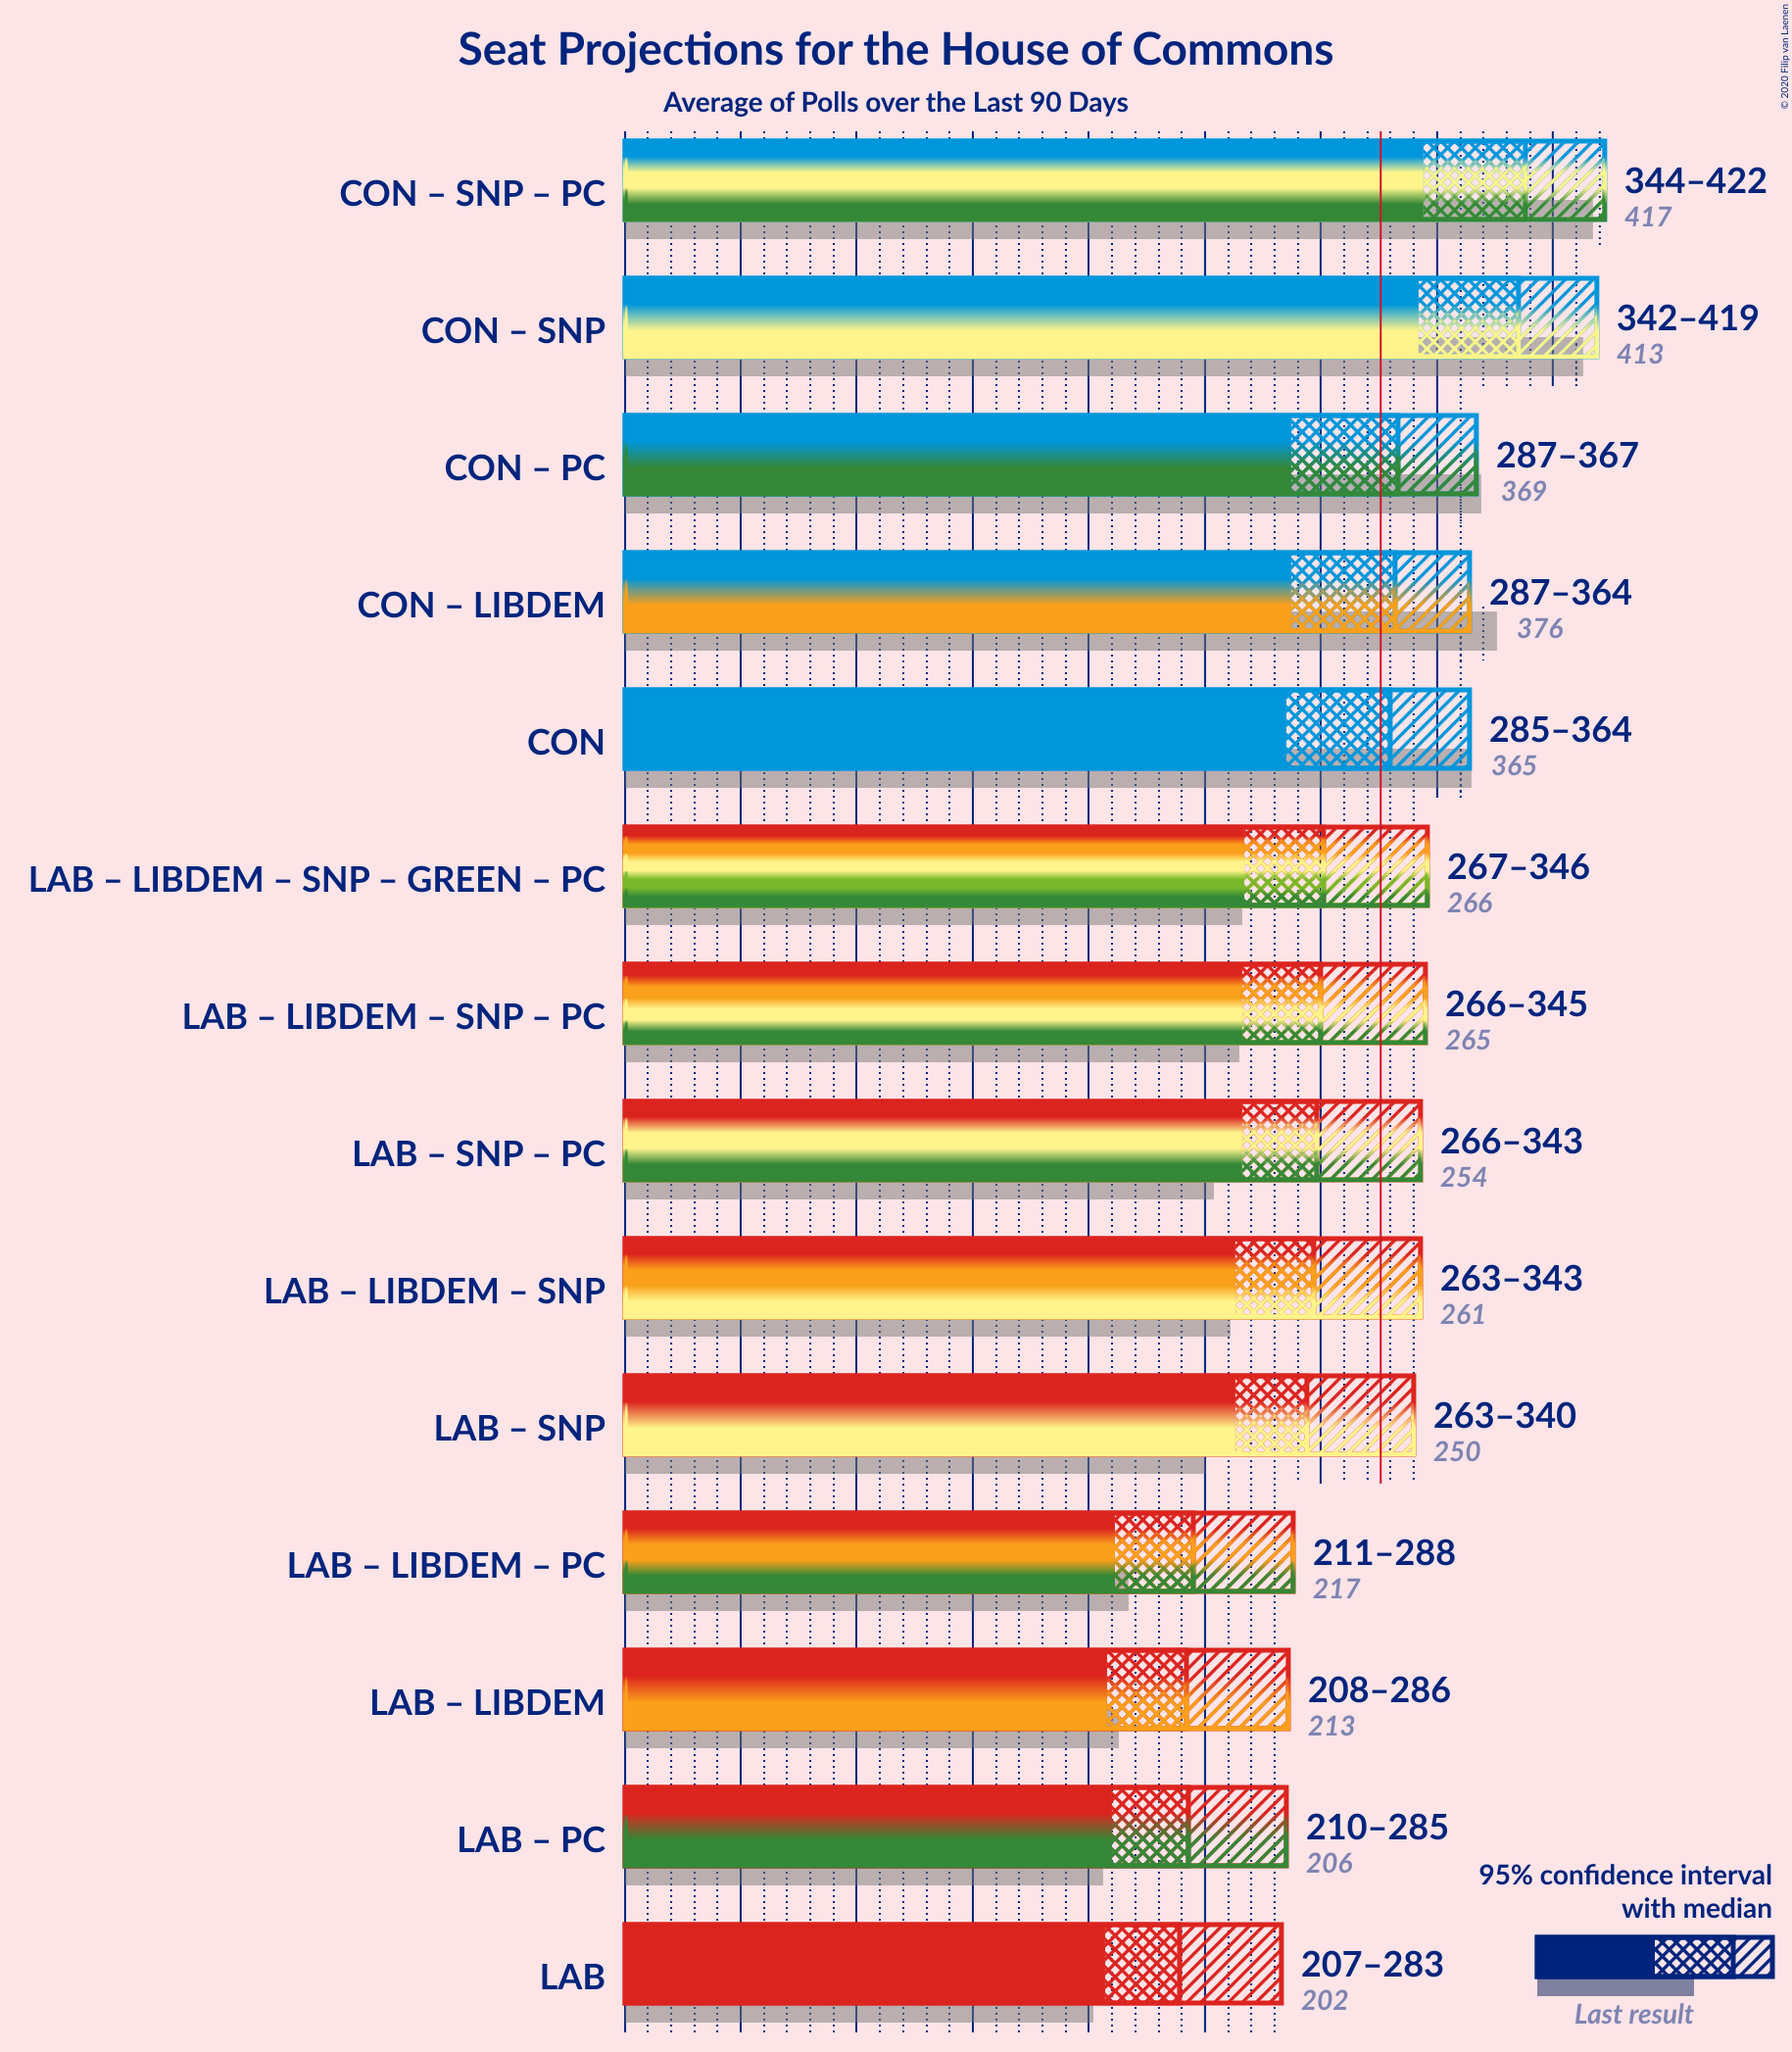 Seat Projections for the House of Commons
Average of Polls over the Last 90 Days
© 2020 Filip van Laenen
CON – SNP – PC
344–422
417
CON – SNP
342–419
413
CON – PC
287–367
369
CON – LIBDEM
287–364
376
CON
285–364
365
LAB – LIBDEM – SNP – GREEN – PC
267–346
266
LAB – LIBDEM – SNP – PC
266–345
265
LAB – SNP – PC
266–343
254
LAB – LIBDEM – SNP
263–343
261
LAB – SNP
263–340
250
LAB – LIBDEM – PC
211–288
217
LAB – LIBDEM
208–286
213
LAB – PC
210–285
206
LAB
207–283
202
95% confidence interval
with median
Last result